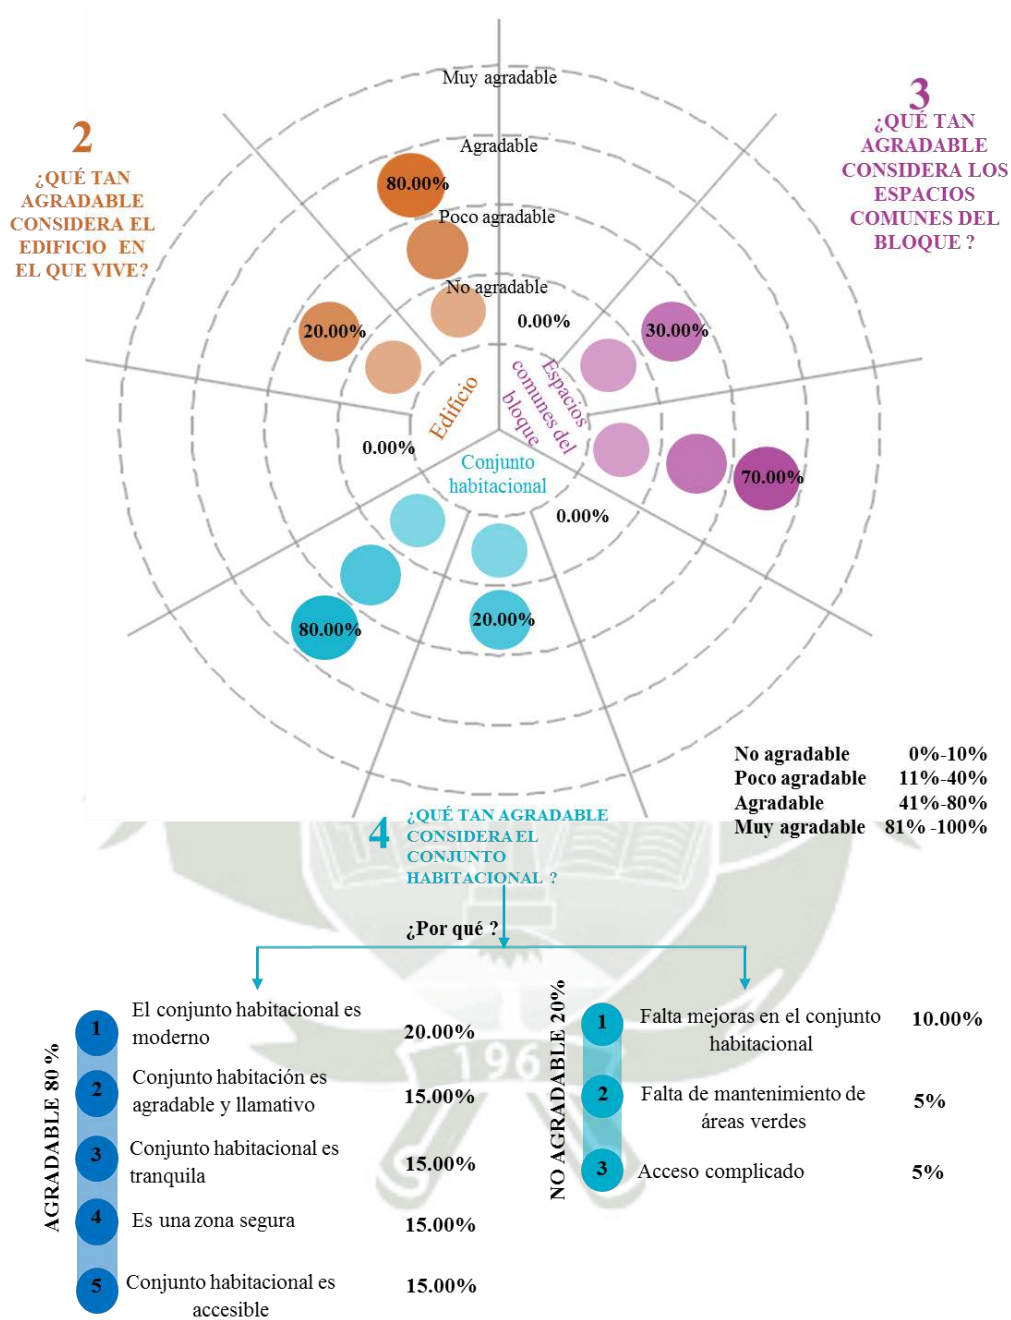 Muy agradable
Agradable
Poco agradable
No agradable
2
¿QUÉ TAN
AGRADABLE
CONSIDERA EL
EDIFICIO EN
EL QUE VIVE?
3
¿QUÉ TAN
AGRADABLE
CONSIDERA LOS
ESPACIOS
COMUNES DEL
BLOQUE ?
80.00%
20.00%
0.00%
0.00%
30.00%
70.00%
Edificio
Espacios
comunes del
bloque
Conjunto
habitacional
0.00%
80.00%
20.00%
No agradable 0%-10%
Poco agradable 11%-40%
Agradable 41%-80%
Muy agradable 81% -100%
4
¿QUÉ TAN AGRADABLE
CONSIDERA EL
CONJUNTO
HABITACIONAL ?
¿Por qué ?
AGRADABLE 80 %
1
El conjunto habitacional es
moderno
20.00%
2
Conjunto habitación es
agradable y llamativo
15.00%
3
Conjunto habitacional es
tranquila
15.00%
4
Es una zona segura
15.00%
5
Conjunto habitacional es
accesible
15.00%
NO AGRADABLE 20%
1
Falta mejoras en el conjunto
habitacional
10.00%
2
Falta de mantenimiento de
áreas verdes
5%
3
Acceso complicado
5%
196